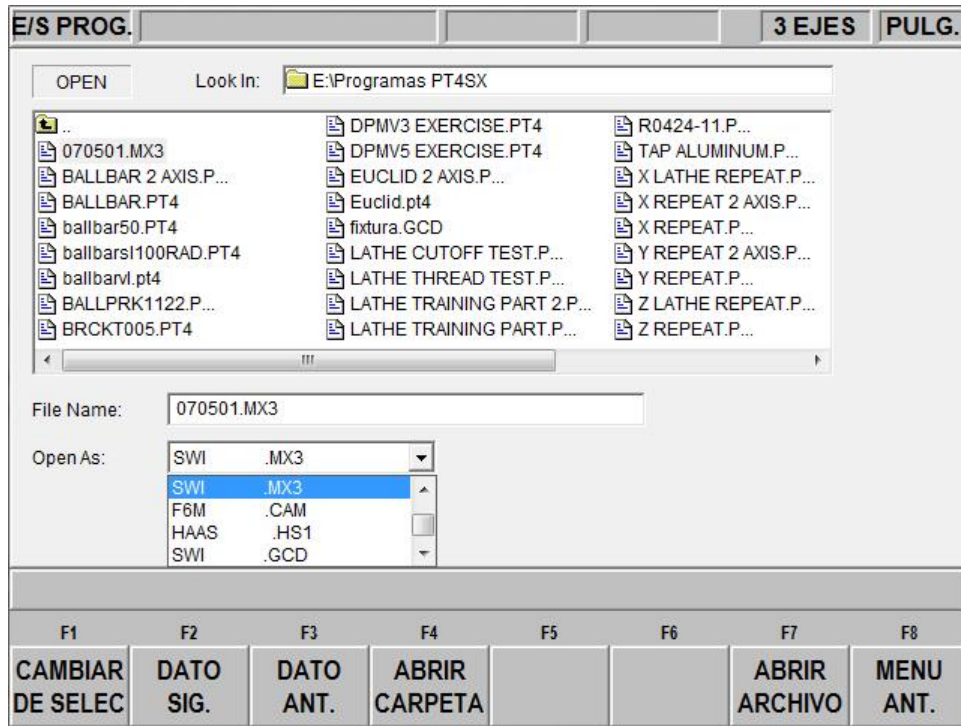 E/S PROG. 3 EJES PULG.
OPEN Look In: E:\Programas PT4SX
..
070501.MX3
BALLBAR 2 AXIS.P...
BALLBAR.PT4
ballbar50.PT4
ballbarsl100RAD.PT4
ballbarvl.pt4
BALLPRK1122.P...
BRCKT005.PT4
DPMV3 EXERCISE.PT4
DPMV5 EXERCISE.PT4
EUCLID 2 AXIS.P...
Euclid.pt4
fixtura.GCD
LATHE CUTOFF TEST.P...
LATHE THREAD TEST.P...
LATHE TRAINING PART 2.P...
LATHE TRAINING PART.P...
R0424-11.P...
TAP ALUMINUM.P...
X LATHE REPEAT.P...
X REPEAT 2 AXIS.P...
X REPEAT.P...
Y REPEAT 2 AXIS.P...
Y REPEAT.P...
Z LATHE REPEAT.P...
Z REPEAT.P...
File Name: 070501.MX3
Open As: SWI .MX3
SWI .MX3
F6M .CAM
HAAS .HS1
SWI .GCD
F1 F2 F3 F4 F5 F6 F7 F8
CAMBIAR DATO DATO ABRIR ABRIR MENU
DE SELEC SIG. ANT. CARPETA ARCHIVO ANT.